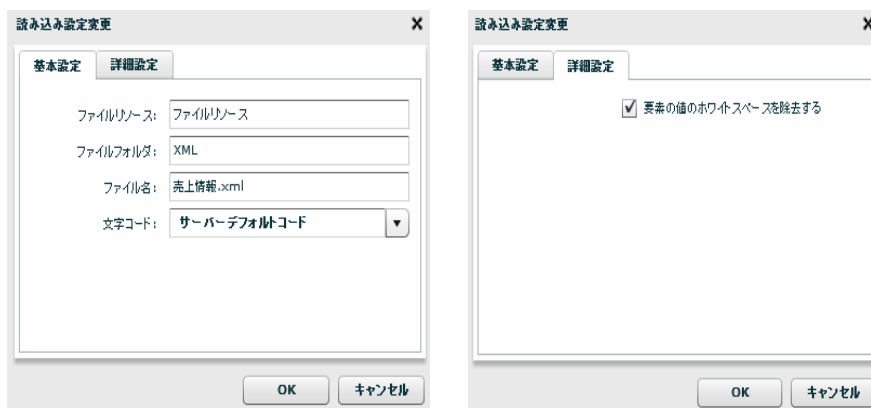 読み込み設定変更 X
基本設定 詳細設定
ファイルリソース: ファイルリソース
ファイルフォルダ: XML
ファイル名: 売上情報.xml
文字コード: サーバーデフォルトコード
OK キャンセル
読み込み設定変更 X
基本設定 詳細設定
要素の値のホワイトスペースを除去する
OK キャンセル